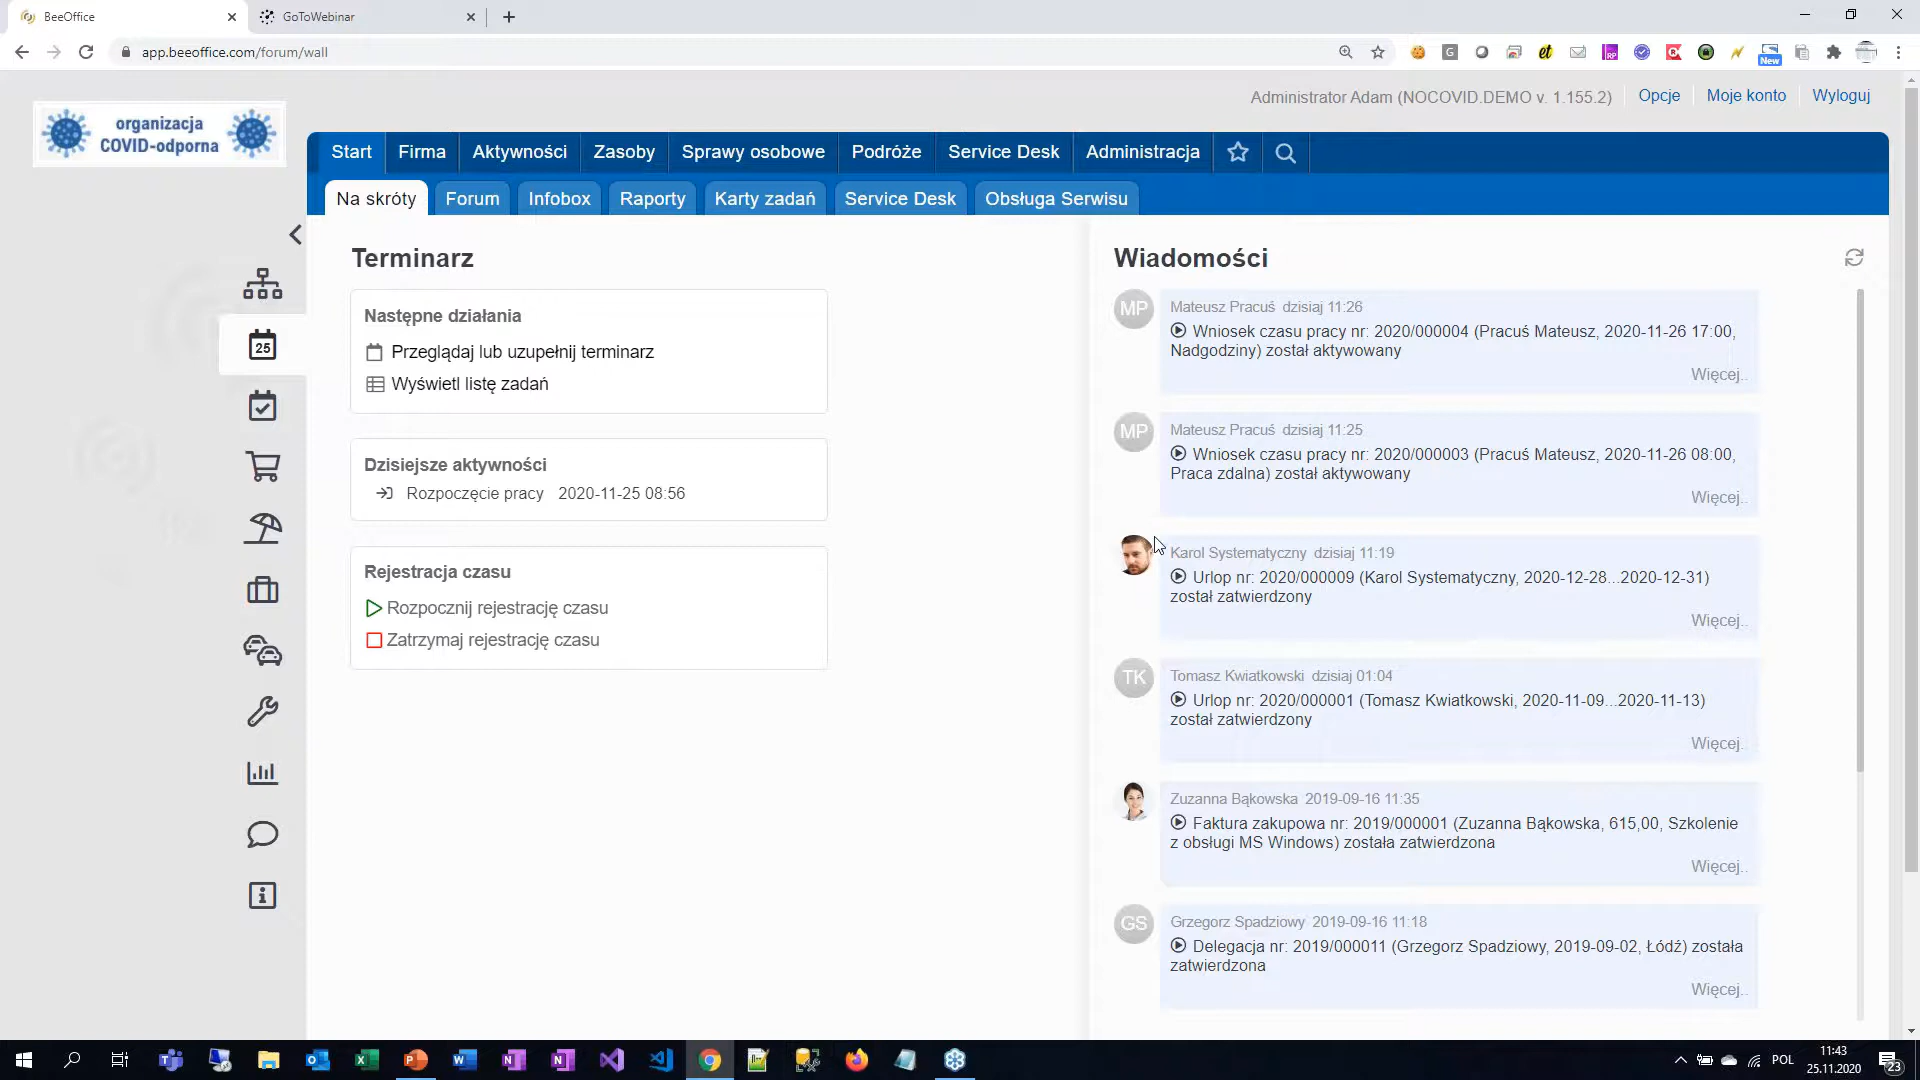 BeeOffice
GoToWebinar
app.beeoffice.com/forum/wall
New
Administrator Adam (NOCOVID.DEMO v. 1.155.2)
Opcje
Moje konto
Wyloguj
organizacja
COVID-odporna
Start
Firma
Aktywności
Zasoby
Sprawy osobowe
Podróże
Service Desk
Administracja
Na skróty
Forum
Infobox
Raporty
Karty zadań
Service Desk
Obsługa Serwisu
25
Terminarz
Następne działania
Przeglądaj lub uzupełnij terminarz
Wyświetl listę zadań
Dzisiejsze aktywności
Rozpoczęcie pracy 2020-11-25 08:56
Rejestracja czasu
Rozpocznij rejestrację czasu
Zatrzymaj rejestrację czasu
Wiadomości
MP
Mateusz Pracuś dzisiaj 11:26
Wniosek czasu pracy nr: 2020/000004 (Pracuś Mateusz, 2020-11-26 17:00,
Nadgodziny) został aktywowany
Więcej..
MP
Mateusz Pracuś dzisiaj 11:25
Wniosek czasu pracy nr: 2020/000003 (Pracuś Mateusz, 2020-11-26 08:00,
Praca zdalna) został aktywowany
Więcej..
Karol Systematyczny dzisiaj 11:19
Urlop nr: 2020/000009 (Karol Systematyczny, 2020-12-28...2020-12-31)
został zatwierdzony
Więcej..
TK
Tomasz Kwiatkowski dzisiaj 01:04
Urlop nr: 2020/000001 (Tomasz Kwiatkowski, 2020-11-09...2020-11-13)
został zatwierdzony
Więcej..
Zuzanna Bąkowska 2019-09-16 11:35
Faktura zakupowa nr: 2019/000001 (Zuzanna Bąkowska, 615,00, Szkolenie
z obsługi MS Windows) została zatwierdzona
Więcej..
GS
Grzegorz Spadziowy 2019-09-16 11:18
Delegacja nr: 2019/000011 (Grzegorz Spadziowy, 2019-09-02, Łódź) została
zatwierdzona
Więcej..
POL
11:43
25.11.2020
23